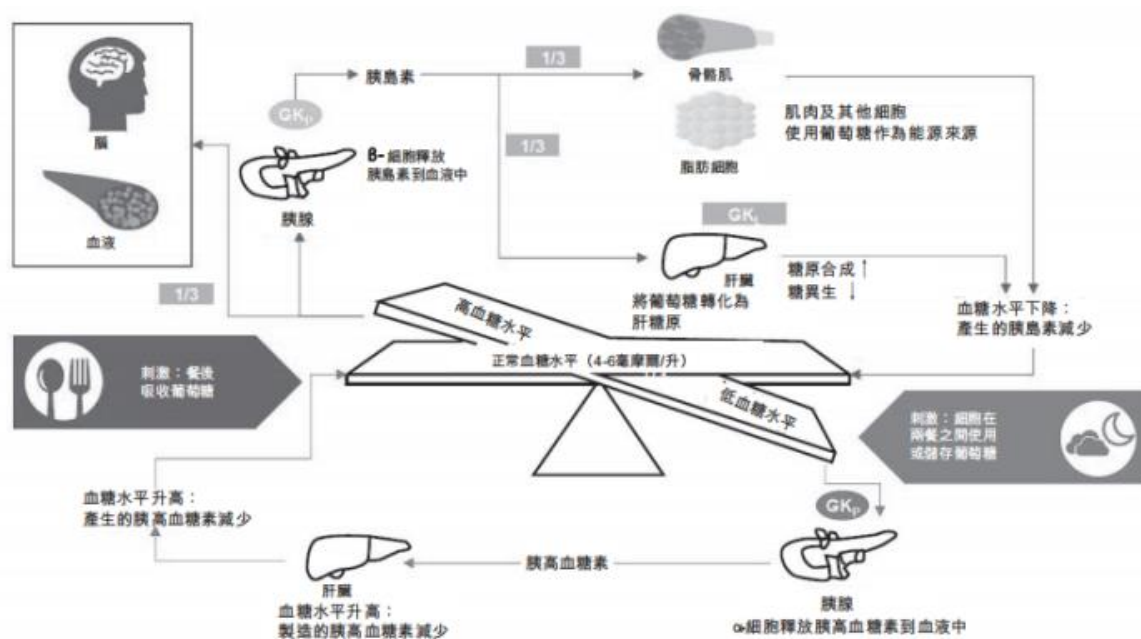 1/3
骨骼肌
胰島素
GKP
腦
1/3
肌肉及其他細胞
使用葡萄糖作為能源來源
β-細胞釋放
胰島素到血液中
脂肪細胞
胰腺
血液
GKL
肝臟
糖原合成↑
糖異生↓
1/3
將葡萄糖轉化為
肝糖原
高血糖水平
血糖水平下降：
產生的胰島素減少
正常血糖水平（4-6毫摩爾/升）
刺激：餐後
吸收葡萄糖
低血糖水平
刺激：細胞在
兩餐之間使用
或儲存葡萄糖
血糖水平升高：
產生的胰高血糖素減少
GKP
胰高血糖素
肝臟
血糖水平升高：
製造的胰高血糖素減少
胰腺
α-細胞釋放胰高血糖素到血液中